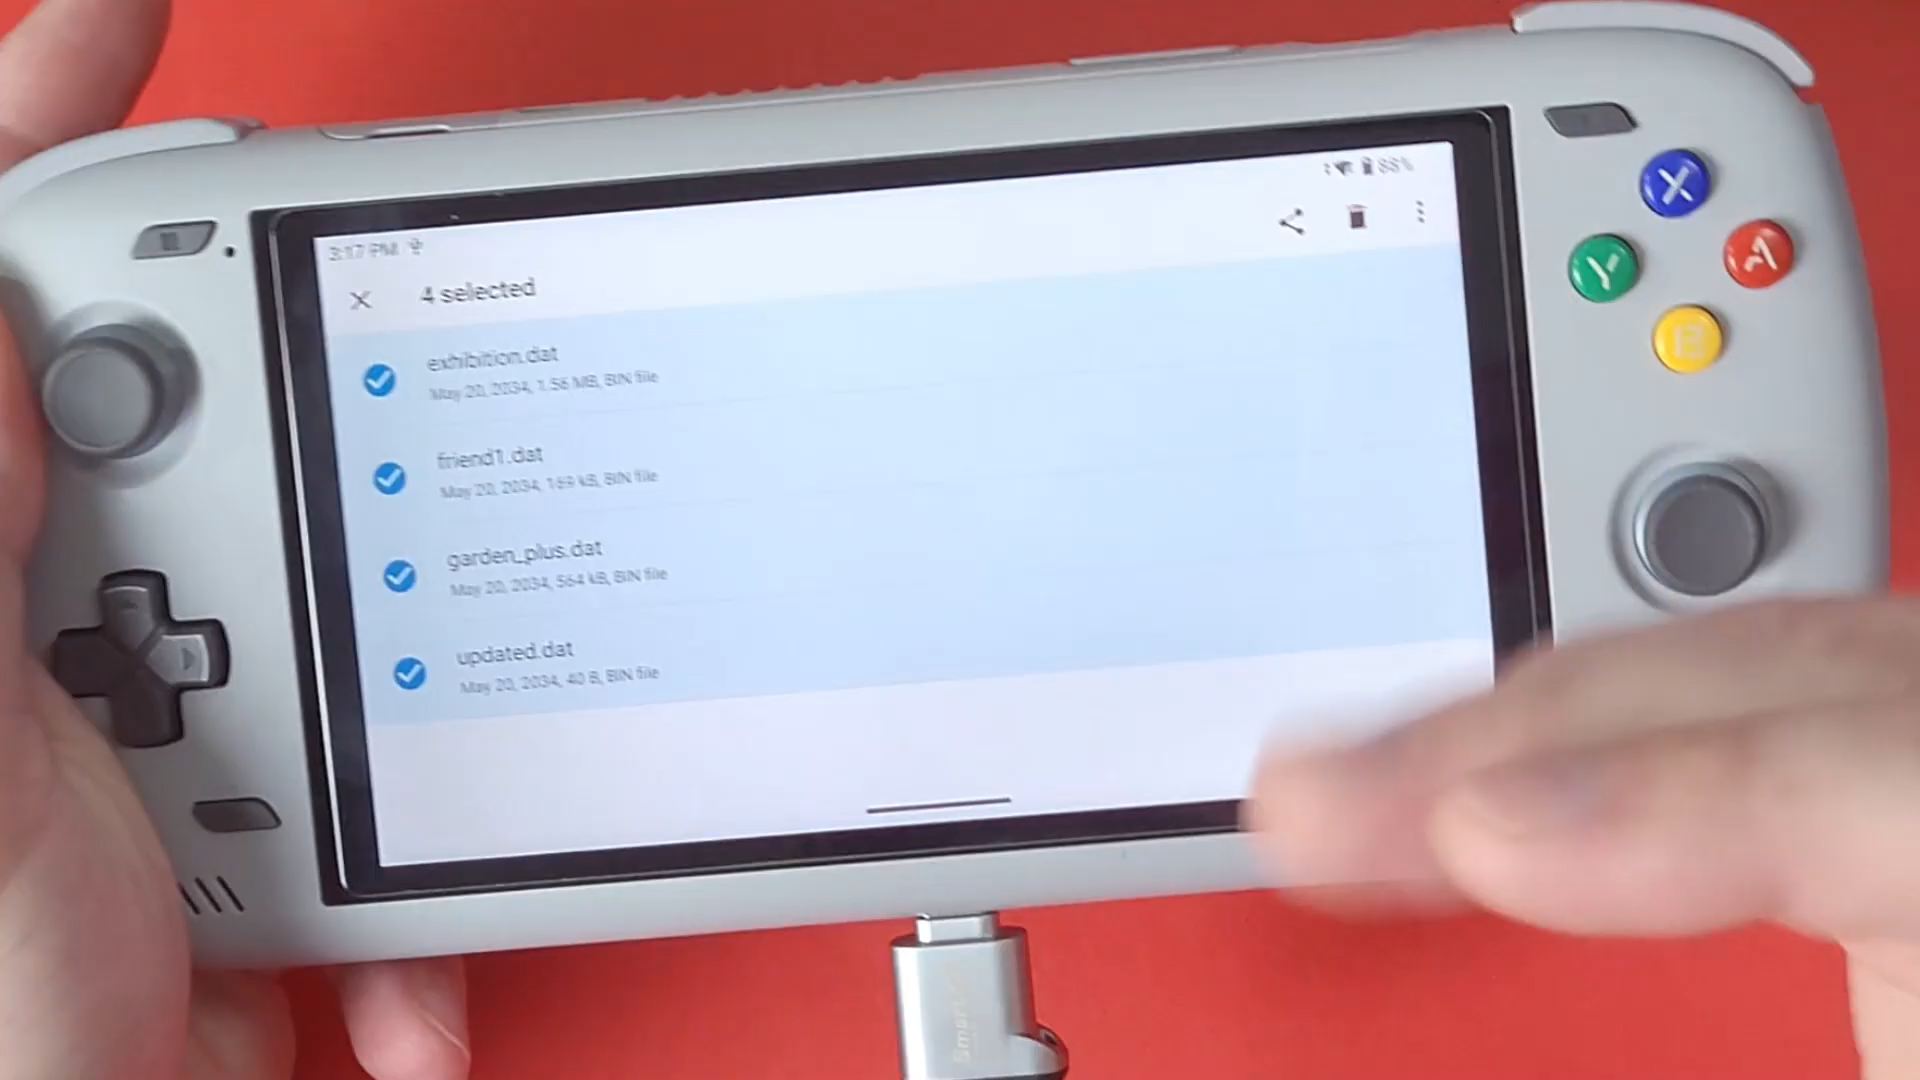 3:17 PM
88%
4 selected
exhibition.dat
May 20, 2034, 1.56 MB, BIN file
friend1.dat
May 20, 2034, 169 kB, BIN file
garden_plus.dat
May 20, 2034, 564 kB, BIN file
updated.dat
May 20, 2034, 40 B, BIN file
X
Y
A
B